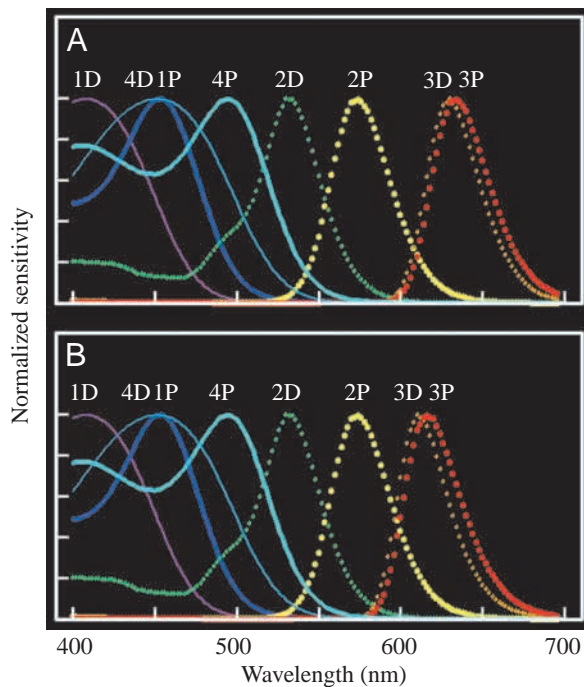 A
1D 4D 1P 4P 2D 2P 3D 3P
B
1D 4D 1P 4P 2D 2P 3D 3P
Normalized sensitivity
400 500 600 700
Wavelength (nm)